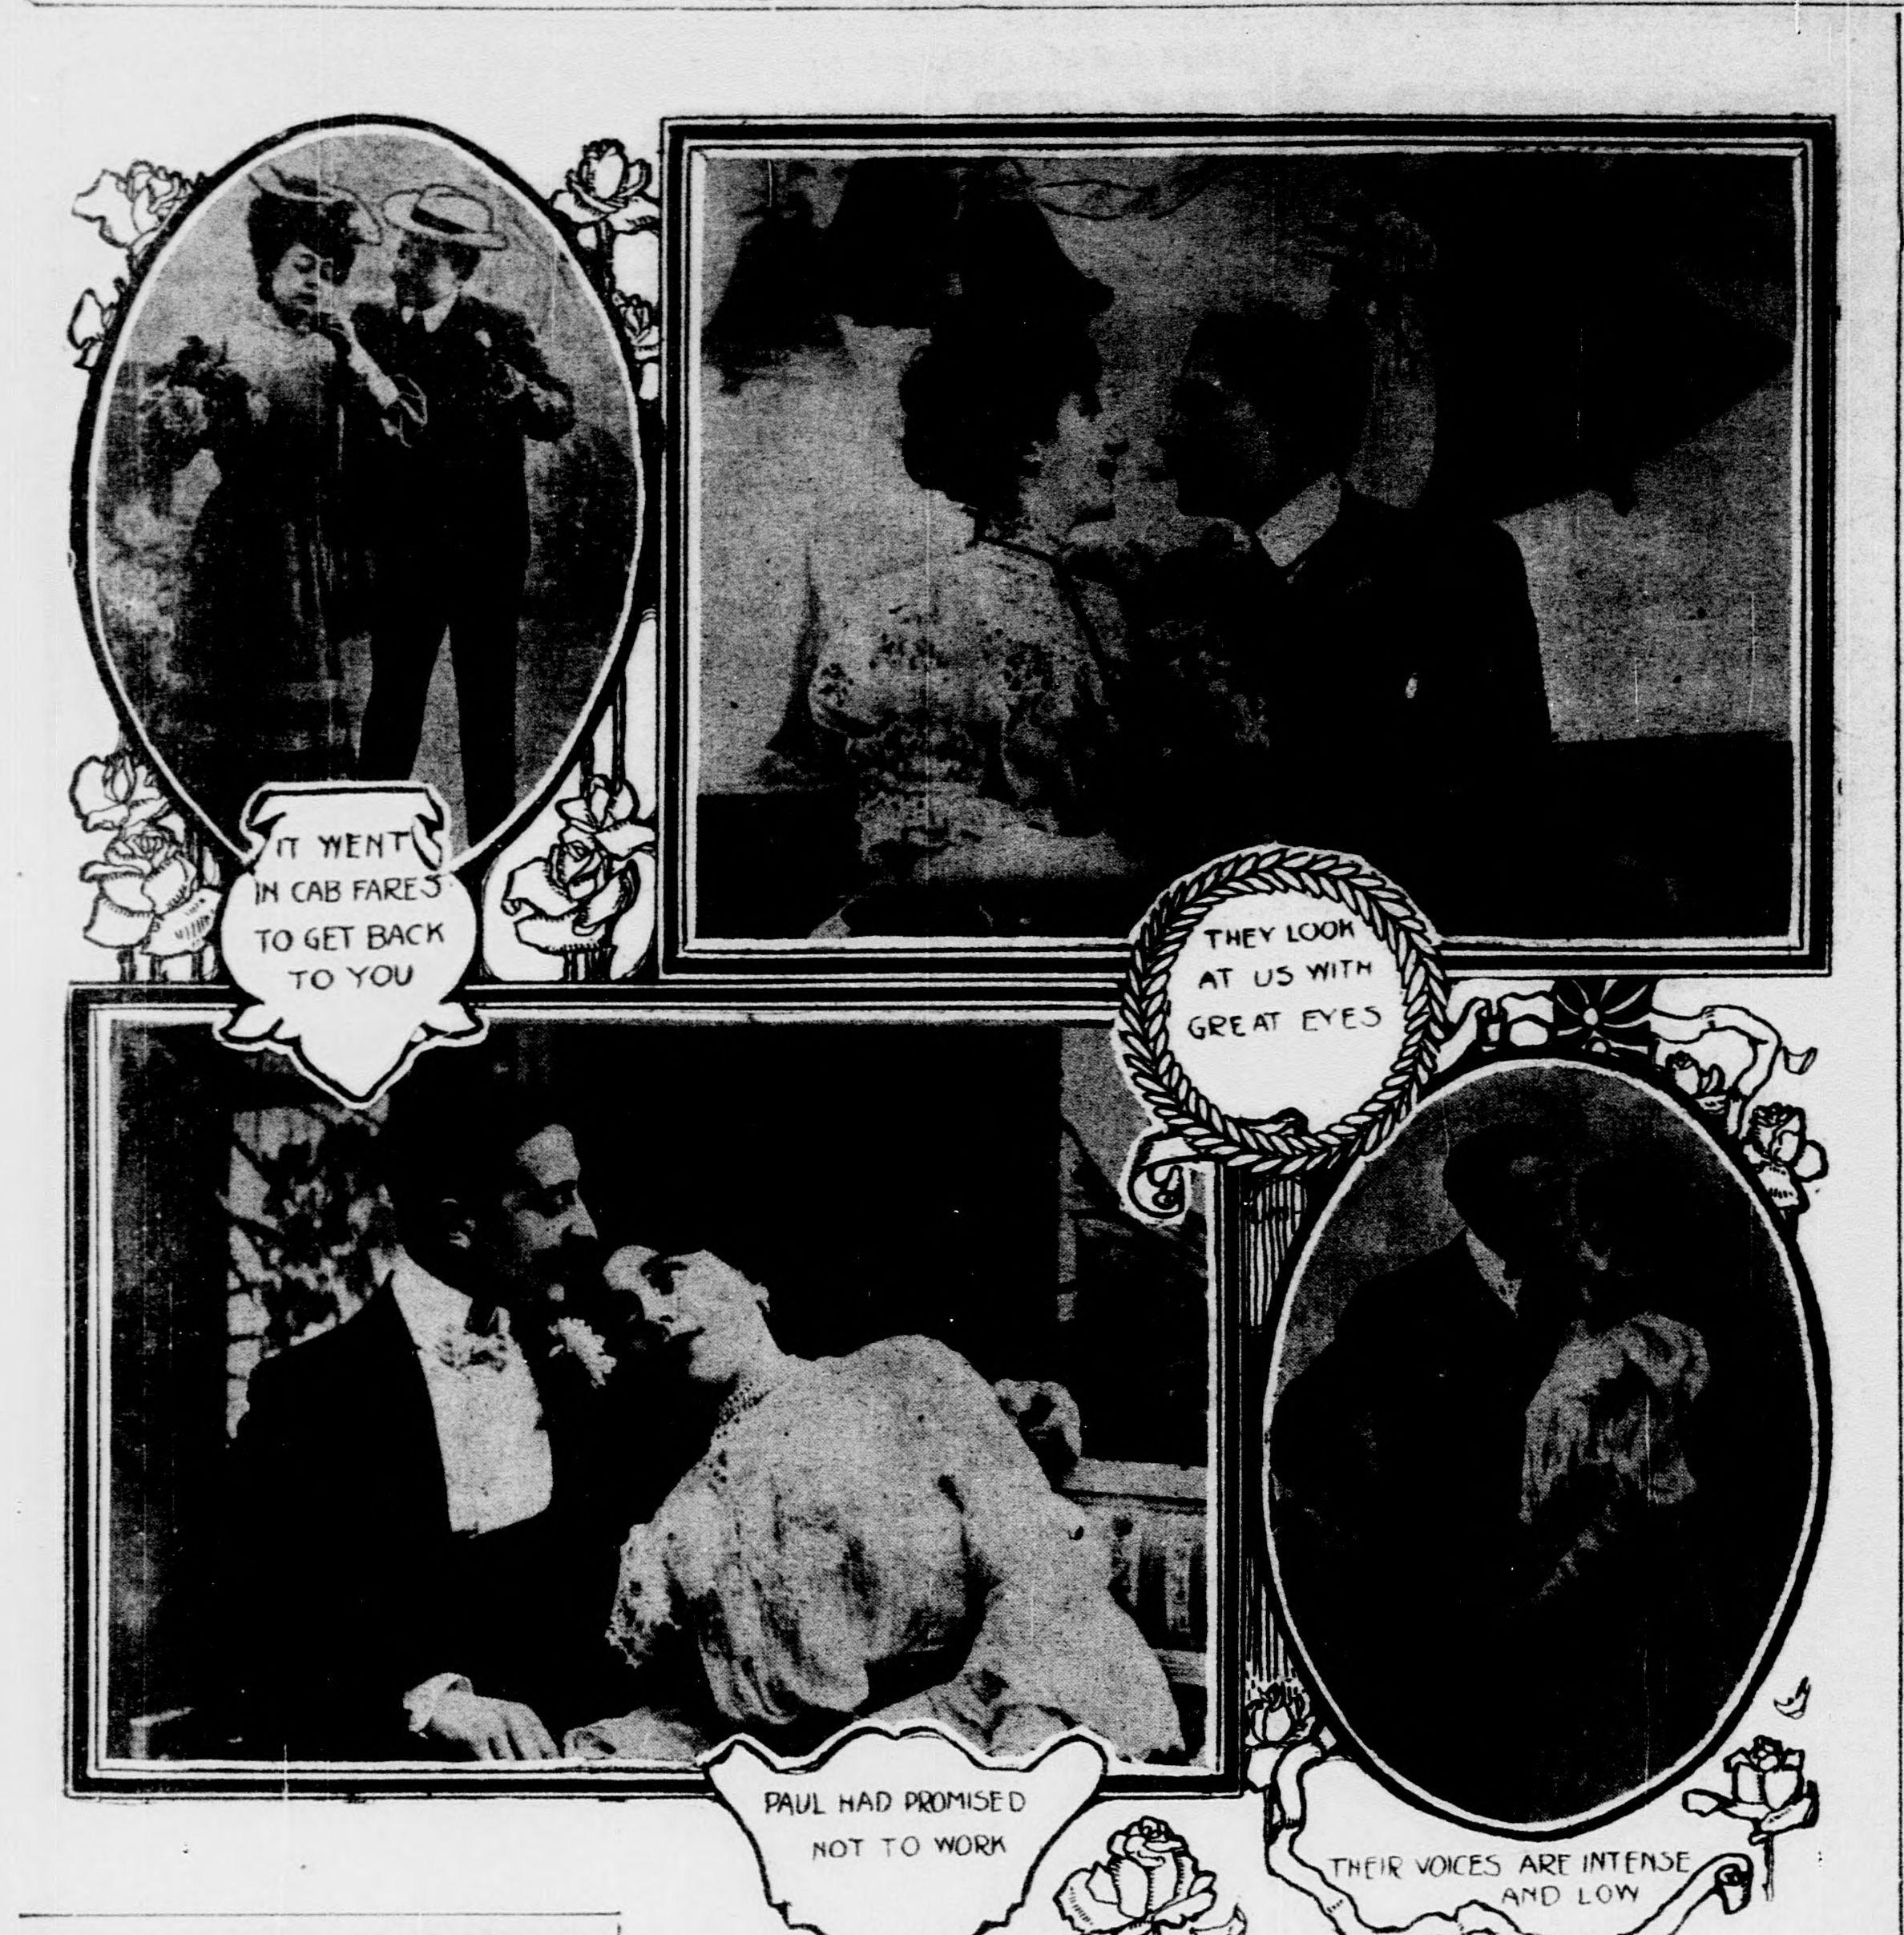 IT WENT
IN CAB FARES
TO GET BACK
TO YOU
THEY LOOK
AT US WITH
GREAT EYES
PAUL HAD PROMISED
NOT TO WORK
THEIR VOICES ARE INTENSE
AND LOW